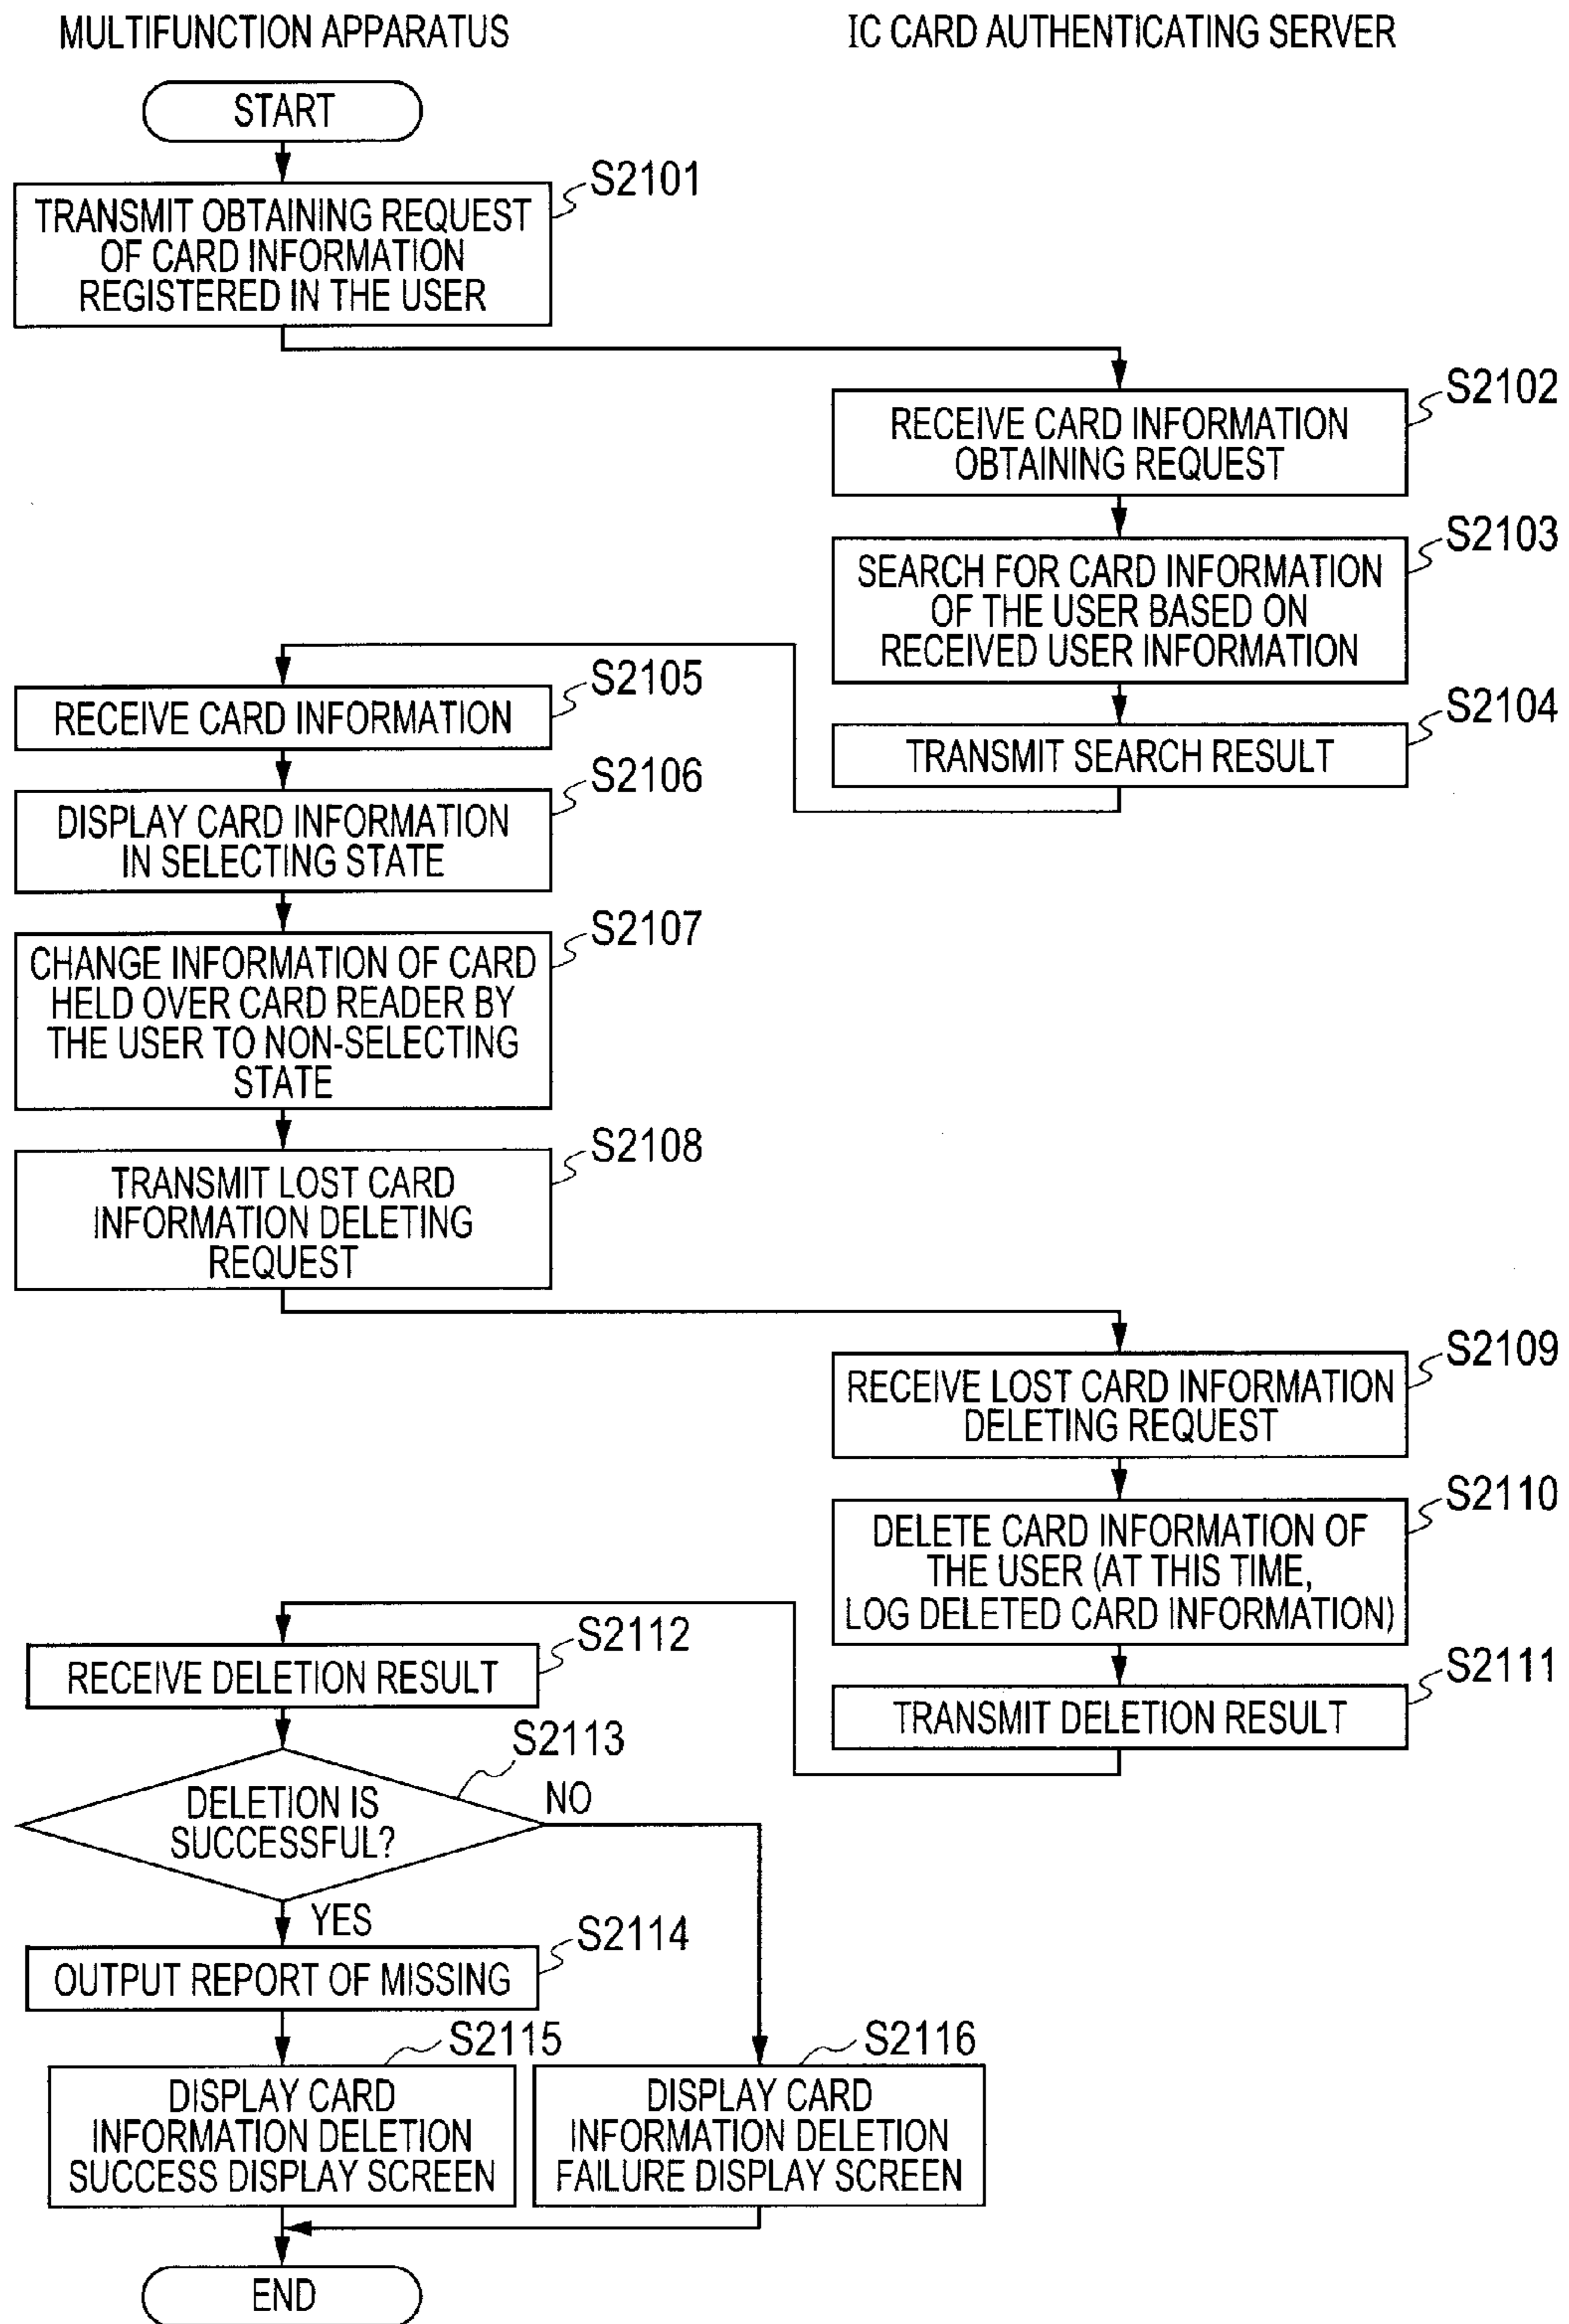 MULTIFUNCTION APPARATUS
IC CARD AUTHENTICATING SERVER
START
S2101
TRANSMIT OBTAINING REQUEST
OF CARD INFORMATION
REGISTERED IN THE USER
S2102
RECEIVE CARD INFORMATION
OBTAINING REQUEST
S2103
SEARCH FOR CARD INFORMATION
OF THE USER BASED ON
RECEIVED USER INFORMATION
S2104
TRANSMIT SEARCH RESULT
S2105
RECEIVE CARD INFORMATION
S2106
DISPLAY CARD INFORMATION
IN SELECTING STATE
S2107
CHANGE INFORMATION OF CARD
HELD OVER CARD READER BY
THE USER TO NON-SELECTING
STATE
S2108
TRANSMIT LOST CARD
INFORMATION DELETING
REQUEST
S2109
RECEIVE LOST CARD INFORMATION
DELETING REQUEST
S2110
DELETE CARD INFORMATION OF
THE USER (AT THIS TIME,
LOG DELETED CARD INFORMATION)
S2111
TRANSMIT DELETION RESULT
S2112
RECEIVE DELETION RESULT
S2113
DELETION IS
SUCCESSFUL?
NO
YES
S2114
OUTPUT REPORT OF MISSING
S2115
DISPLAY CARD
INFORMATION DELETION
SUCCESS DISPLAY SCREEN
S2116
DISPLAY CARD
INFORMATION DELETION
FAILURE DISPLAY SCREEN
END